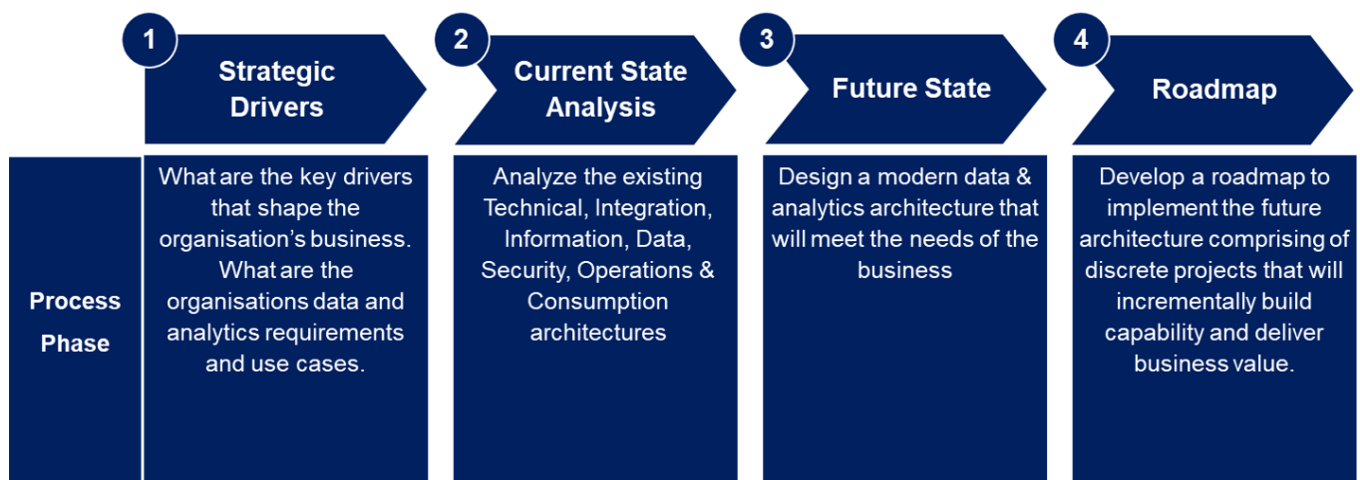 1
Strategic
Drivers
2
Current State
Analysis
3
Future State
4
Roadmap
Process
Phase
What are the key drivers
that shape the
organisation’s business.
What are the
organisations data and
analytics requirements
and use cases.
Analyze the existing
Technical, Integration,
Information, Data,
Security, Operations &
Consumption
architectures
Design a modern data &
analytics architecture that
will meet the needs of the
business
Develop a roadmap to
implement the future
architecture comprising of
discrete projects that will
incrementally build
capability and deliver
business value.